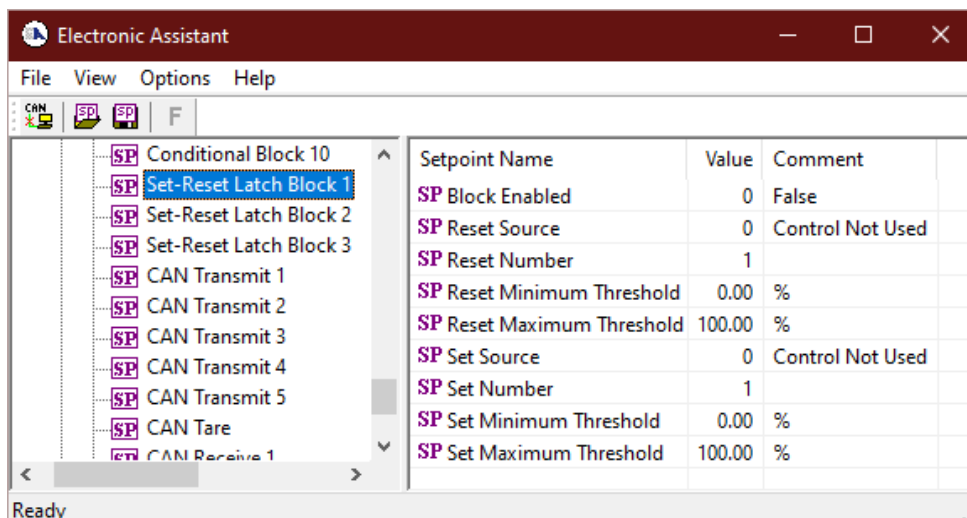 Electronic Assistant
File View Options Help
CAN SP SP F
SP Conditional Block 10
SP Set-Reset Latch Block 1
SP Set-Reset Latch Block 2
SP Set-Reset Latch Block 3
SP CAN Transmit 1
SP CAN Transmit 2
SP CAN Transmit 3
SP CAN Transmit 4
SP CAN Transmit 5
SP CAN Tare
SP CAN Receive 1
Setpoint Name Value Comment
SP Block Enabled 0 False
SP Reset Source 0 Control Not Used
SP Reset Number 1
SP Reset Minimum Threshold 0.00 %
SP Reset Maximum Threshold 100.00 %
SP Set Source 0 Control Not Used
SP Set Number 1
SP Set Minimum Threshold 0.00 %
SP Set Maximum Threshold 100.00 %
Ready